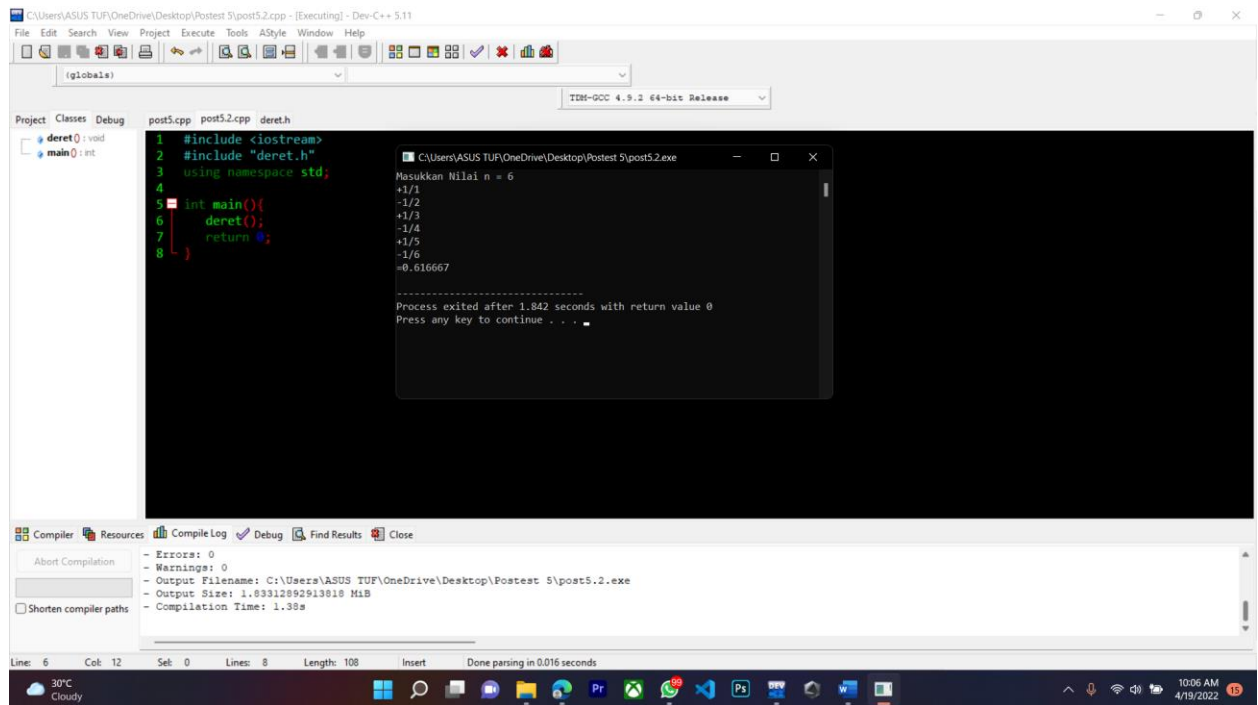 C:\Users\ASUS TUF\OneDrive\Desktop\Postest 5\post5.2.cpp - [Executing] - Dev-C++ 5.11
File Edit Search View Project Execute Tools AStyle Window Help
(globals)
TDM-GCC 4.9.2 64-bit Release
Project Classes Debug
post5.cpp post5.2.cpp deret.h
deret() : void
main() : int
1 #include <iostream>
2 #include "deret.h"
3 using namespace std;
4
5 int main(){
6 deret();
7 return 0;
8 }
C:\Users\ASUS TUF\OneDrive\Desktop\Postest 5\post5.2.exe
Masukkan Nilai n = 6
+1/1
-1/2
+1/3
-1/4
+1/5
-1/6
=0.616667
--------------------------------
Process exited after 1.842 seconds with return value 0
Press any key to continue . . .
Compiler Resources Compile Log Debug Find Results Close
Abort Compilation
Shorten compiler paths
- Errors: 0
- Warnings: 0
- Output Filename: C:\Users\ASUS TUF\OneDrive\Desktop\Postest 5\post5.2.exe
- Output Size: 1.83312892913818 MiB
- Compilation Time: 1.38s
Line: 6 Col: 12 Sel: 0 Lines: 8 Length: 108 Insert Done parsing in 0.016 seconds
30°C
Cloudy
Pr
99
Ps
DEV
W
10:06 AM
4/19/2022
15